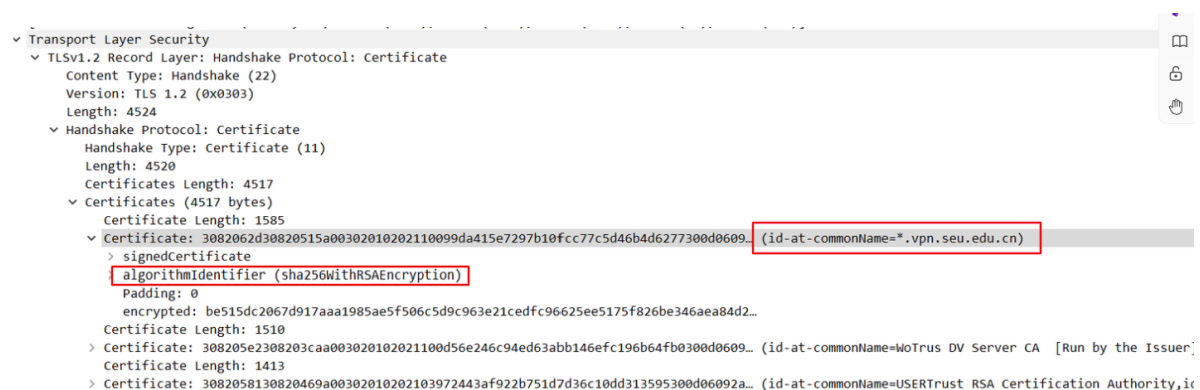 Transport Layer Security
TLSv1.2 Record Layer: Handshake Protocol: Certificate
Content Type: Handshake (22)
Version: TLS 1.2 (0x0303)
Length: 4524
Handshake Protocol: Certificate
Handshake Type: Certificate (11)
Length: 4520
Certificates Length: 4517
Certificates (4517 bytes)
Certificate Length: 1585
Certificate: 3082062d30820515a00302010202110099da415e7297b10fcc77c5d46b4d6277300d0609… (id-at-commonName=*.vpn.seu.edu.cn)
signedCertificate
algorithmIdentifier (sha256WithRSAEncryption)
Padding: 0
encrypted: be515dc2067d917aaa1985ae5f506c5d9c963e21cedfc96625ee5175f826be346aea84d2…
Certificate Length: 1510
Certificate: 308205e2308203caa003020102021100d56e246c94ed63abb146efc196b64fb0300d0609… (id-at-commonName=WoTrus DV Server CA  [Run by the Issuer]
Certificate Length: 1413
Certificate: 3082058130820469a00302010202103972443af922b751d7d36c10dd313595300d06092a… (id-at-commonName=USERTrust RSA Certification Authority,id